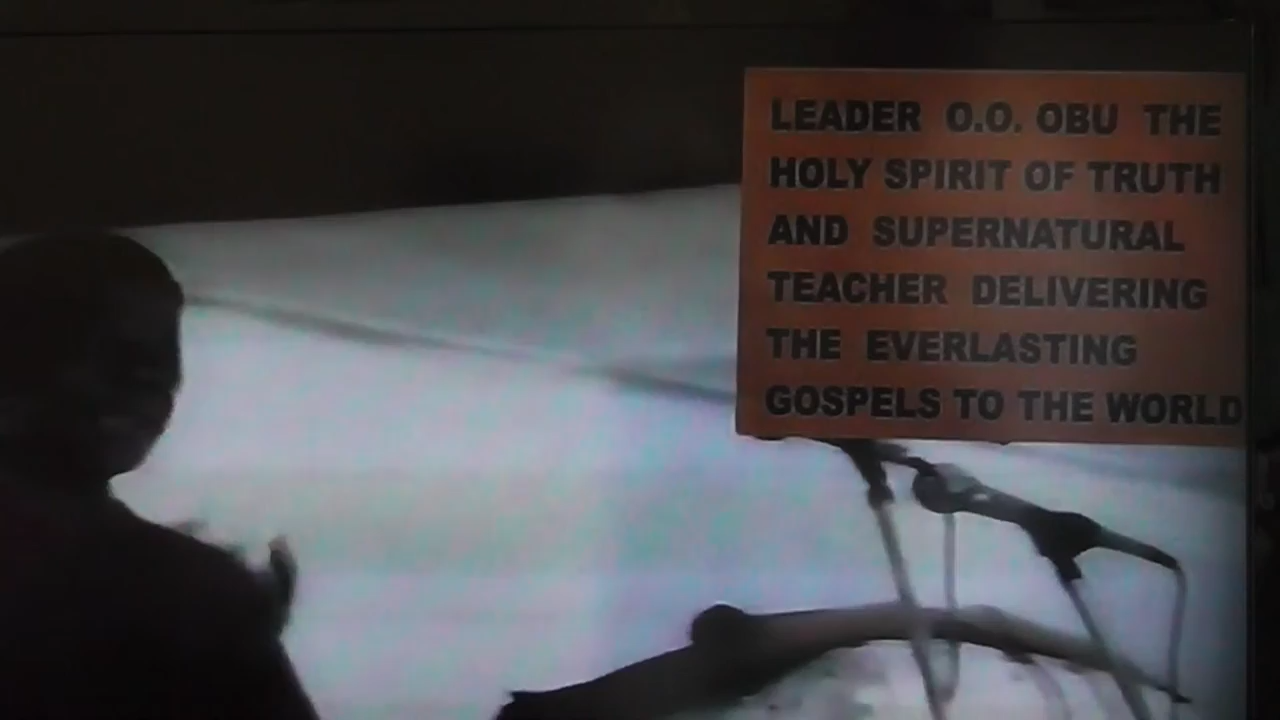 LEADER O.O. OBU THE
HOLY SPIRIT OF TRUTH
AND SUPERNATURAL
TEACHER DELIVERING
THE EVERLASTING
GOSPELS TO THE WORLD